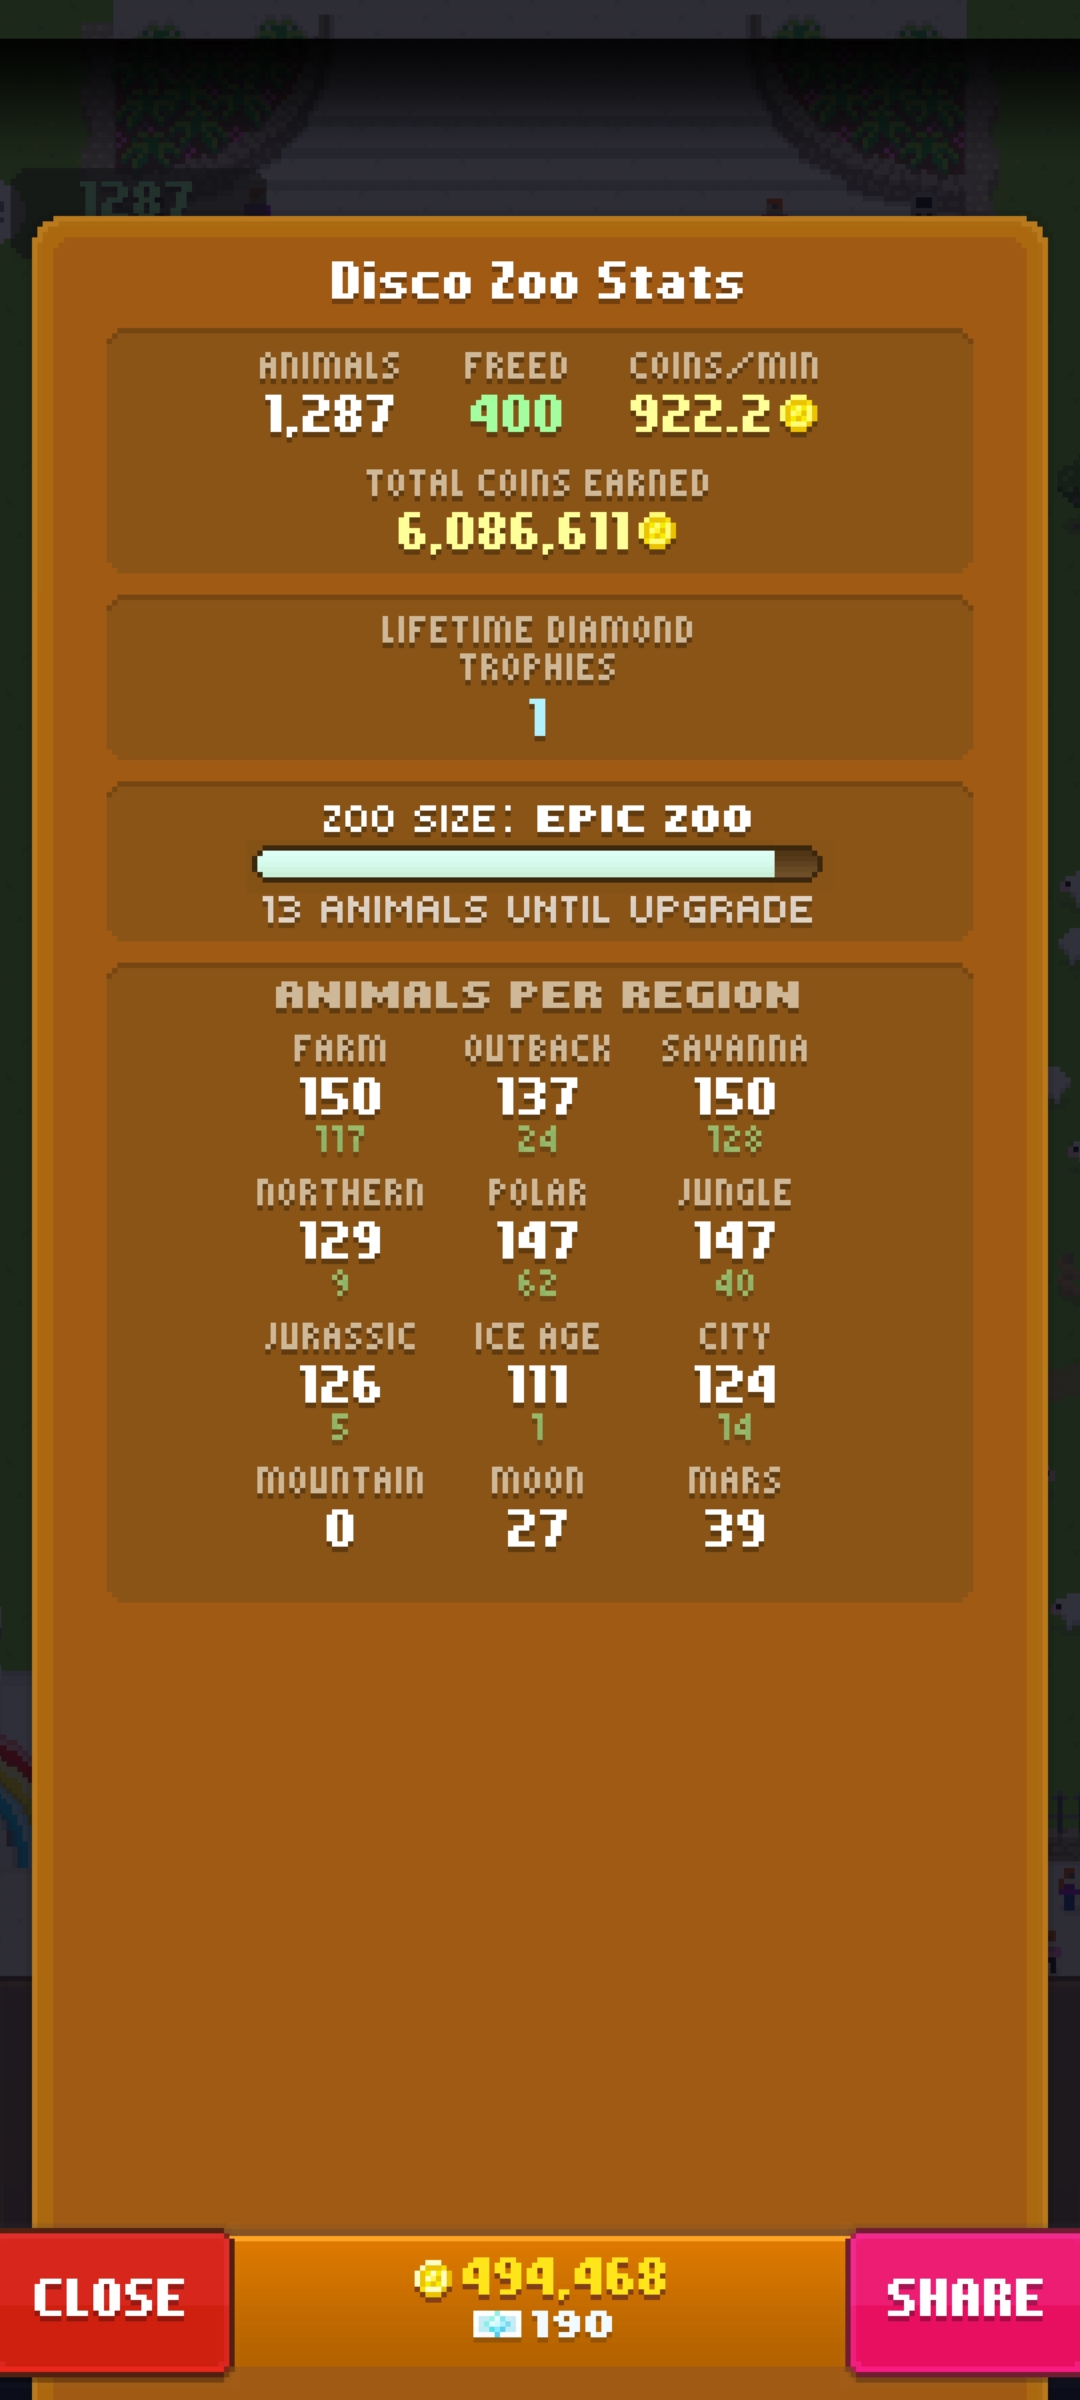 1287
Disco Zoo Stats
ANIMALS FREED COINS/MIN
1,287 400 922.2
TOTAL COINS EARNED
6,086,611
LIFETIME DIAMOND
TROPHIES
1
ZOO SIZE: EPIC ZOO
13 ANIMALS UNTIL UPGRADE
ANIMALS PER REGION
FARM OUTBACK SAVANNA
150 137 150
117 24 128
NORTHERN POLAR JUNGLE
129 147 147
9 62 40
JURASSIC ICE AGE CITY
126 111 124
5 1 14
MOUNTAIN MOON MARS
0 27 39
CLOSE 494,468 SHARE
190